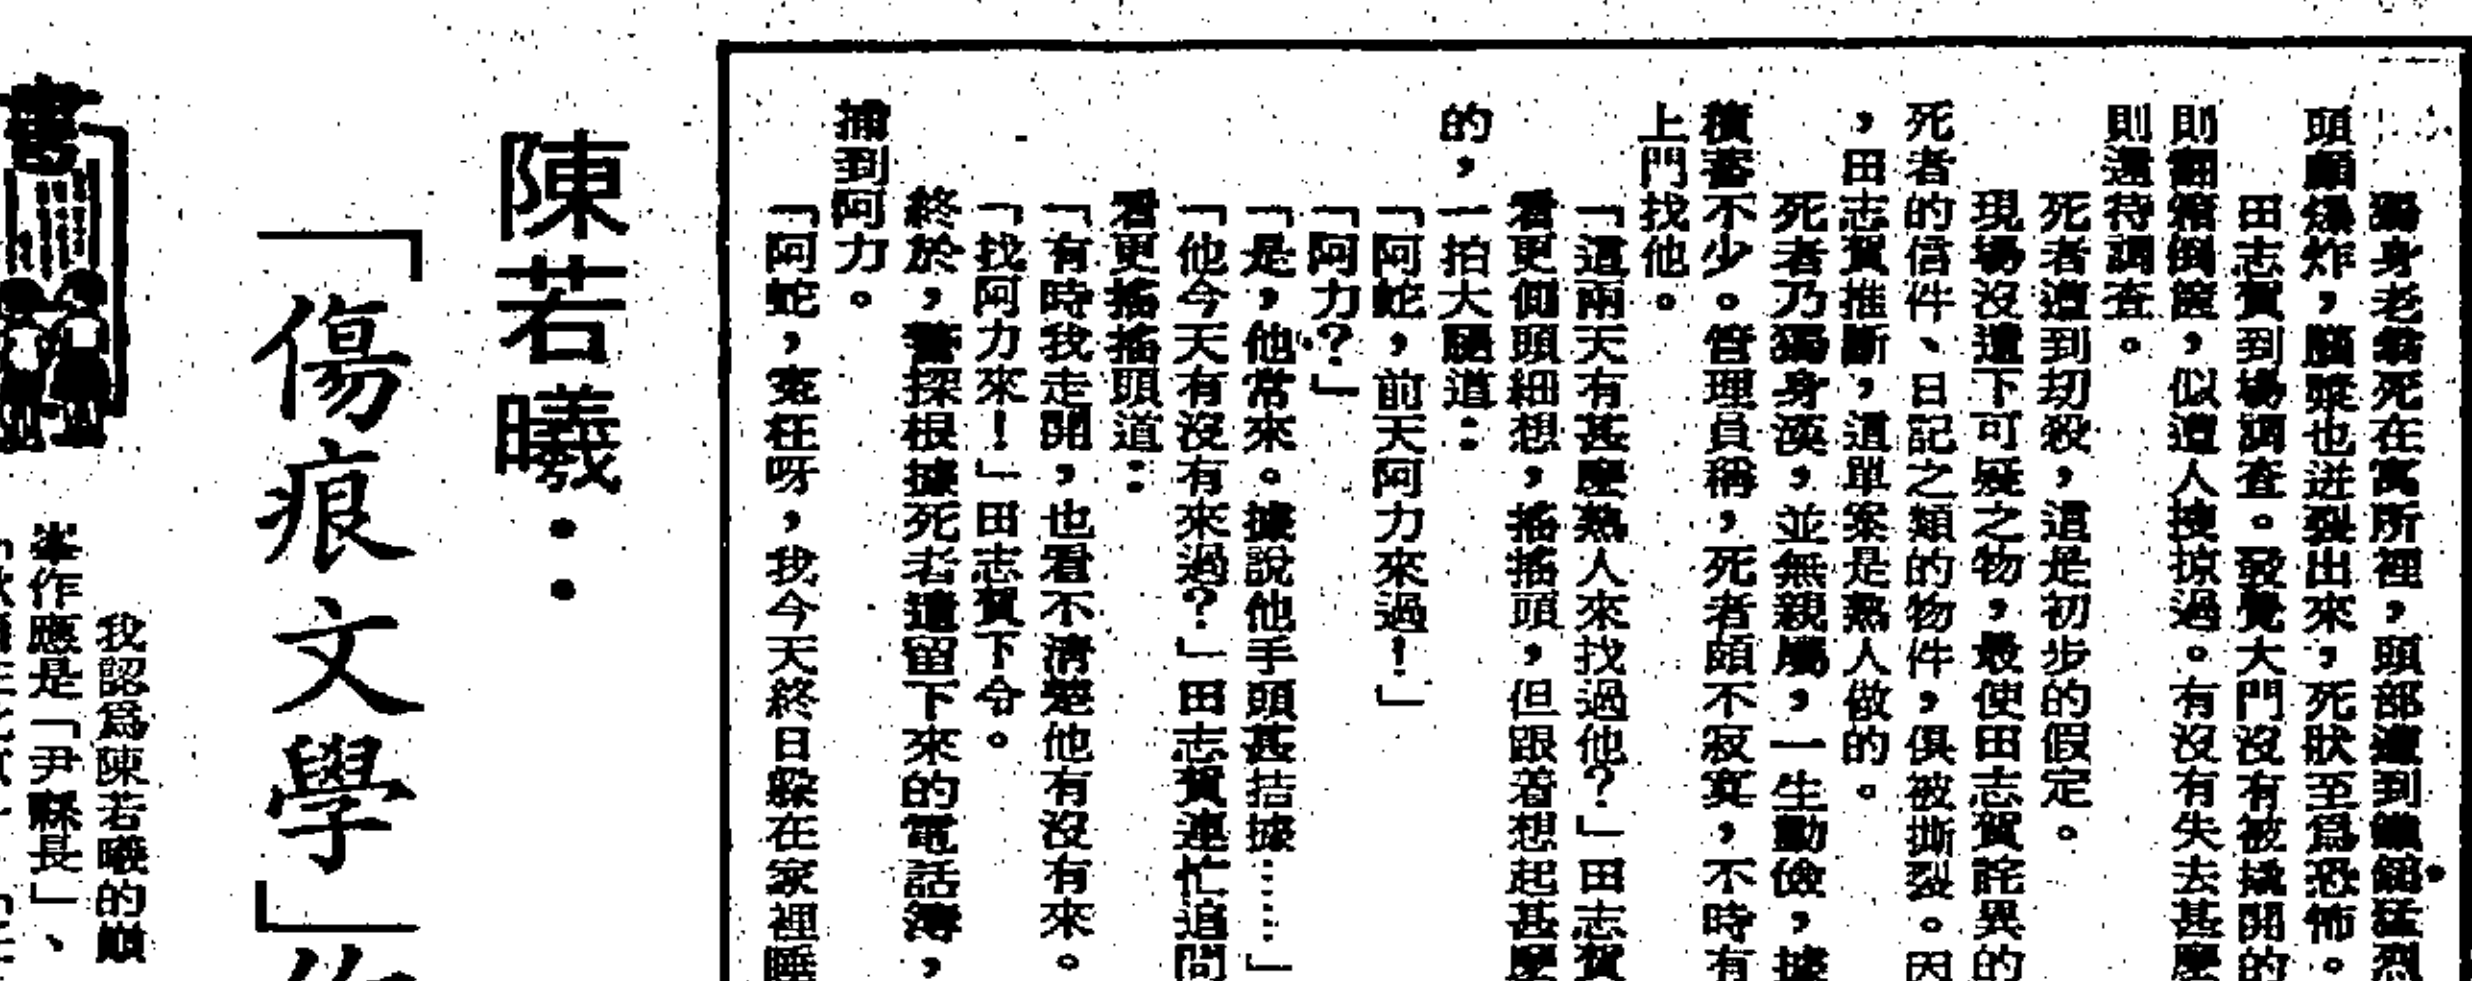 獨身老翁死在寓所裡，頭部遭到鐵錨猛烈
頭顱爆炸，腦漿也迸裂出來，死狀至爲恐怖。
田志賀到場調查。發覺大門沒有被撬開的
則翻箱倒篋，似遭人搜掠過。有沒有失去甚麼
則還待調查。
死者遭到刧殺，這是初步的假定。
現場沒遺下可疑之物，最使田志賀詫異的
死者的信件、日記之類的物件，俱被撕裂。因
，田志賀推斷，這單案是熟人做的。
死者乃獨身漢，並無親屬，一生勤儉，據
積蓄不少。管理員稱，死者頗不寂寞，不時有
上門找他。
「這兩天有甚麼熟人來找過他？」田志賀
看更側頭細想，搖搖頭，但跟着想起甚麼
的，一拍大腿道：
「阿蛇，前天阿力來過！」
「阿力？」
「是，他常來。據說他手頭甚拮據……」
「他今天有沒有來過？」田志賀連忙追問
看更搖搖頭道：
「有時我走開，也看不清楚他有沒有來。
「找阿力來！」田志賀下令。
終於，警探根據死者遺留下來的電話簿，
捕到阿力。
「阿蛇，寃枉呀，我今天終日躲在家裡睡
陳若曦：
「傷痕文學」作
書
我認爲陳若曦的巔
峯作應是「尹縣長」、